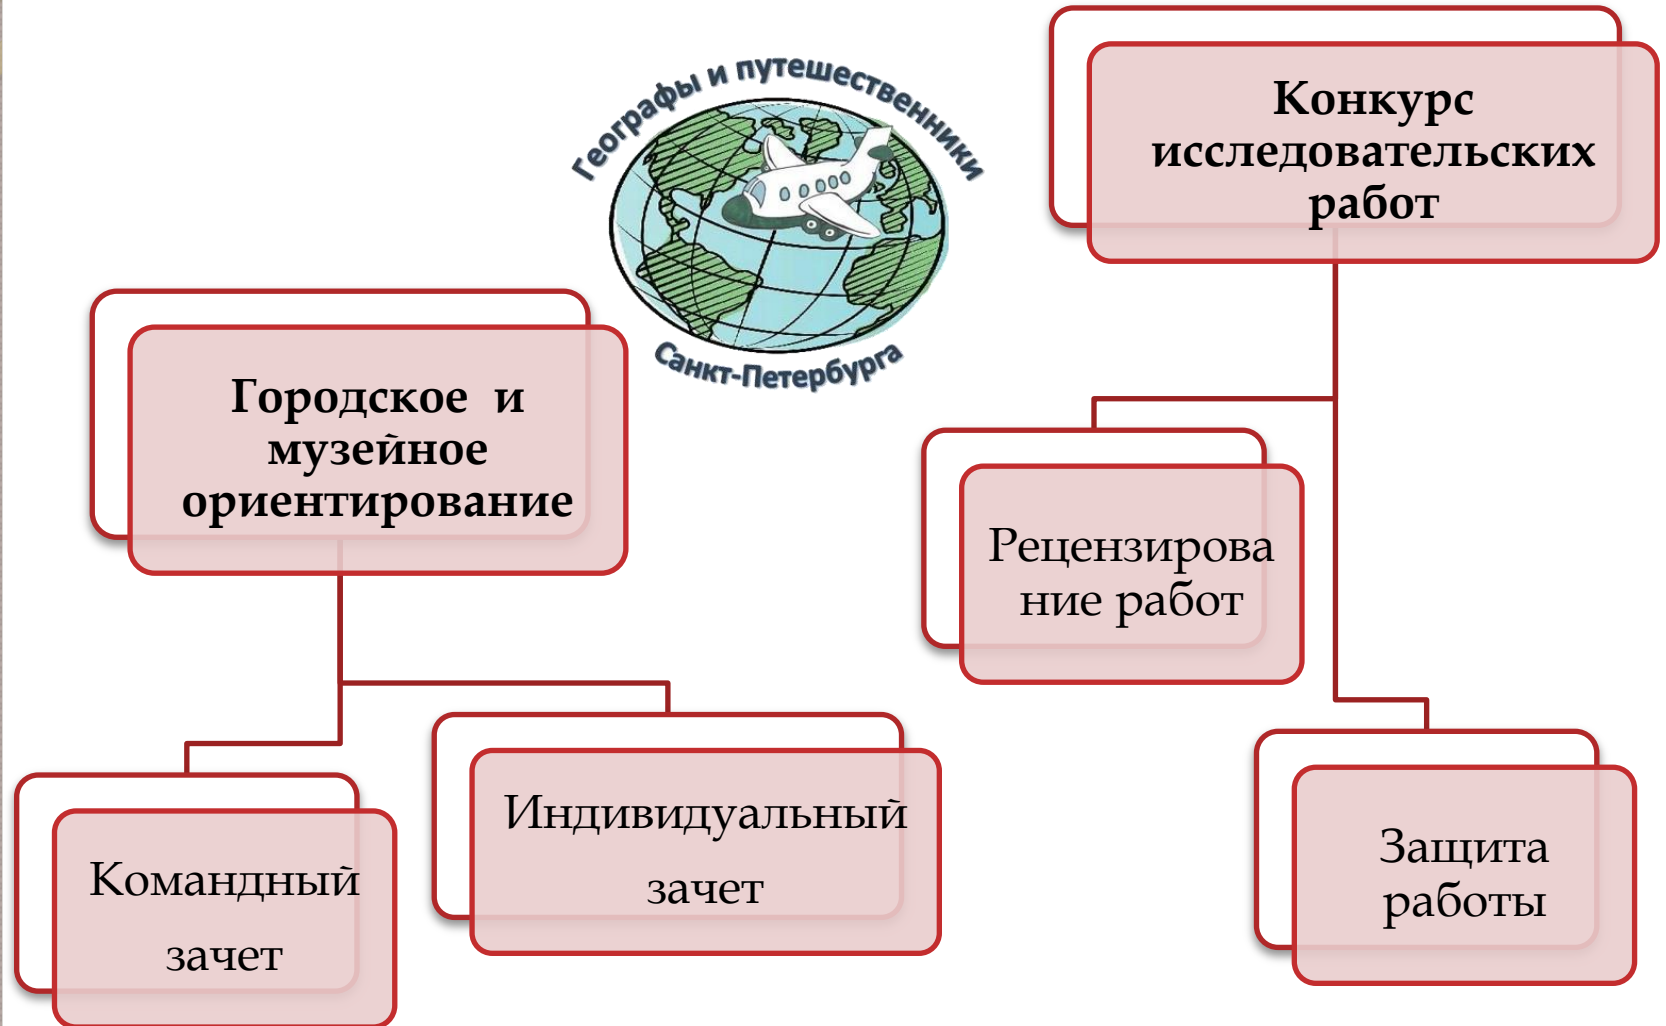 Географы и путешественники
Санкт-Петербурга
Конкурс
исследовательских
работ
Городское и
музейное
ориентирование
Рецензирова
ние работ
Командный
зачет
Индивидуальный
зачет
Защита
работы